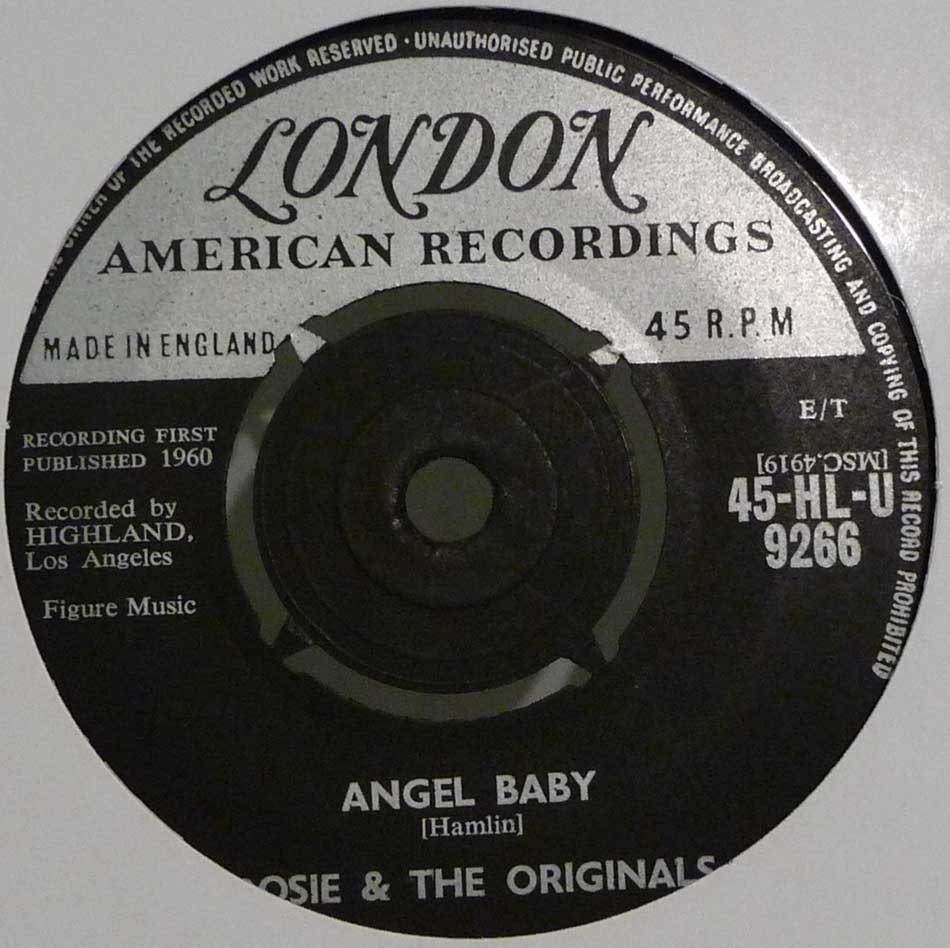 THE RECORDED WORK RESERVED · UNAUTHORISED PUBLIC PERFORMANCE BROADCASTING AND COPYING OF THIS RECORD PROHIBITED
LONDON
AMERICAN RECORDINGS
MADE IN ENGLAND
45 R.P.M
E/T
RECORDING FIRST
PUBLISHED 1960
[MSC.4919]
45-HL-U
9266
Recorded by
HIGHLAND,
Los Angeles
Figure Music
ANGEL BABY
[Hamlin]
OSIE & THE ORIGINALS